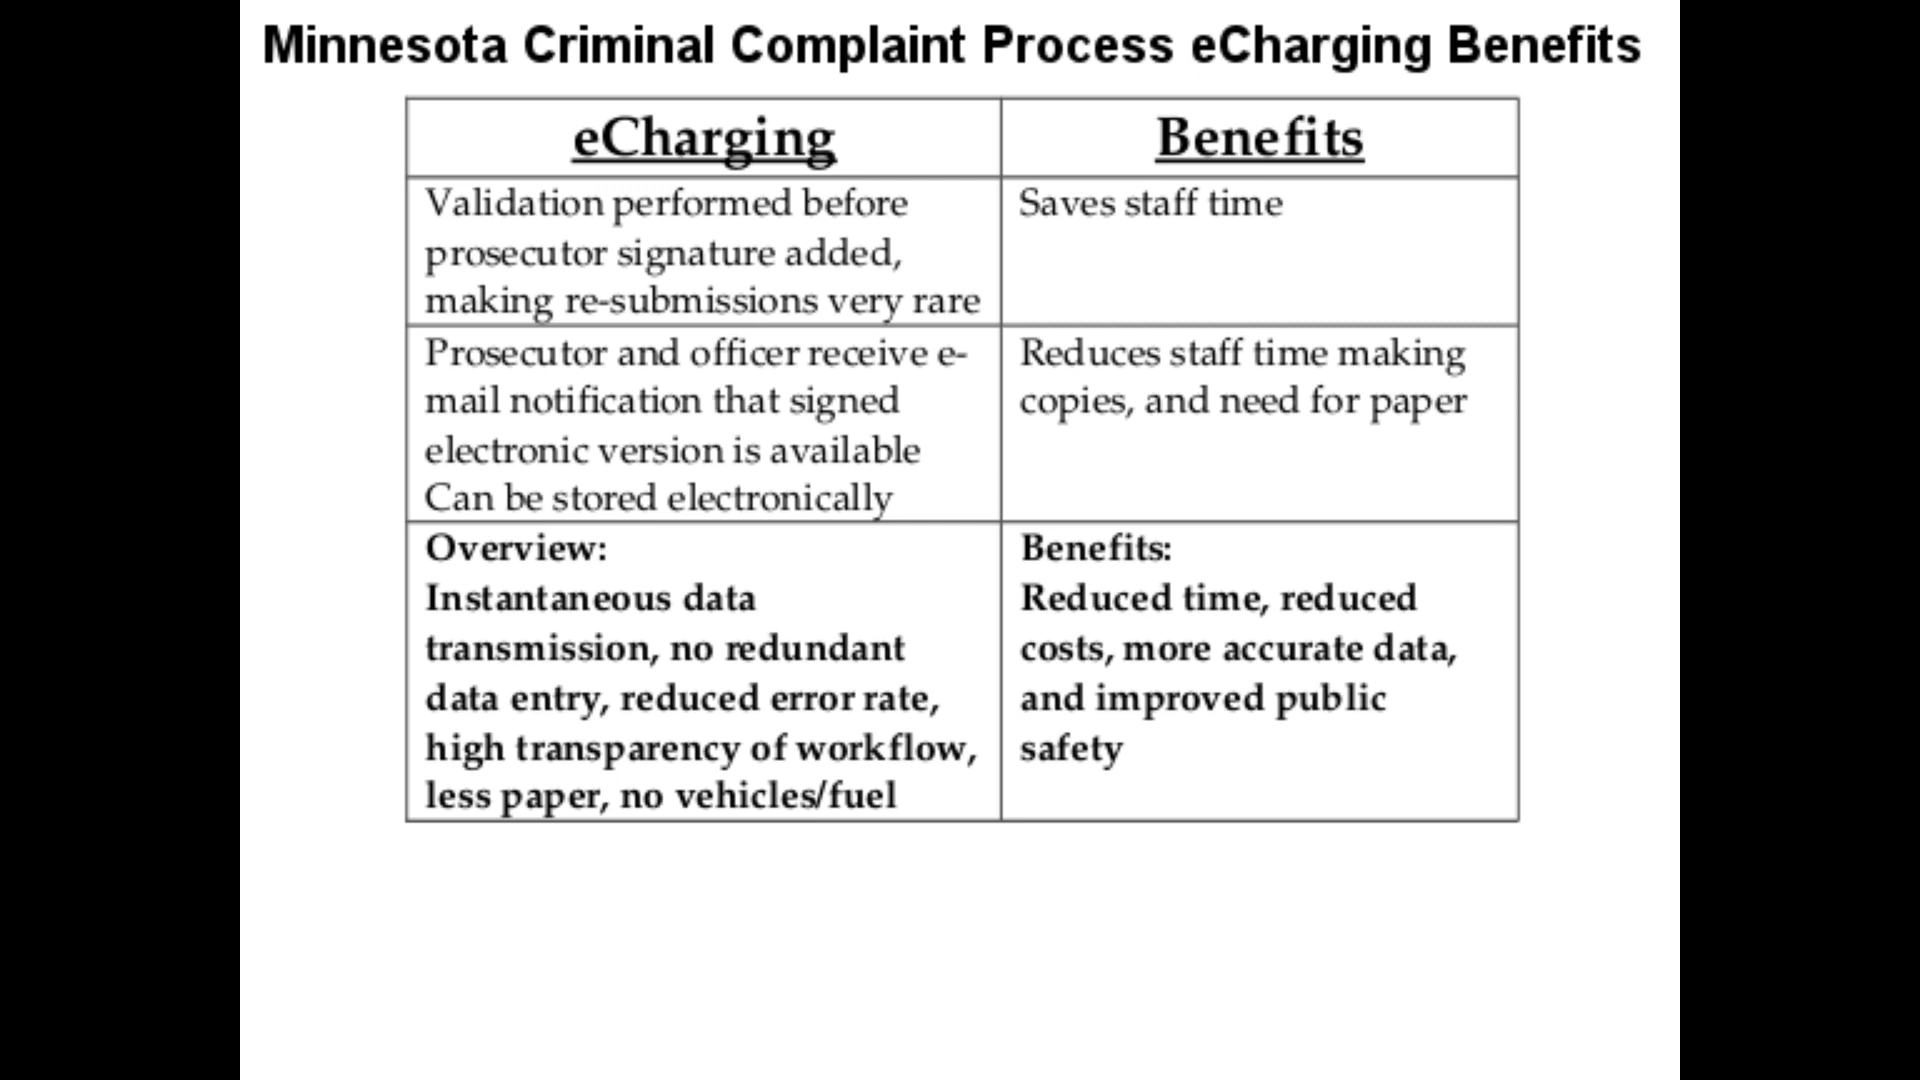 Minnesota Criminal Complaint Process eCharging Benefits
eCharging
Benefits
Validation performed before
prosecutor signature added,
making re-submissions very rare
Saves staff time
Prosecutor and officer receive e-
mail notification that signed
electronic version is available
Can be stored electronically
Reduces staff time making
copies, and need for paper
Overview:
Instantaneous data
transmission, no redundant
data entry, reduced error rate,
high transparency of workflow,
less paper, no vehicles/fuel
Benefits:
Reduced time, reduced
costs, more accurate data,
and improved public
safety